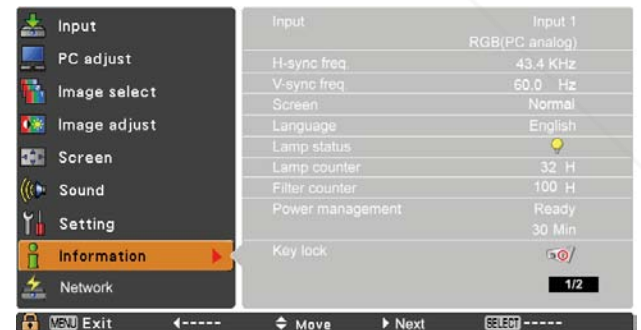 Input
PC adjust
Image select
Image adjust
Screen
Sound
Setting
Information
Network
Input Input 1
RGB(PC analog)
H-sync freq. 43.4 KHz
V-sync freq. 60.0 Hz
Screen Normal
Language English
Lamp status
Lamp counter 32 H
Filter counter 100 H
Power management Ready
30 Min
Key lock
1/2
MENU Exit ----- Move Next SELECT -----